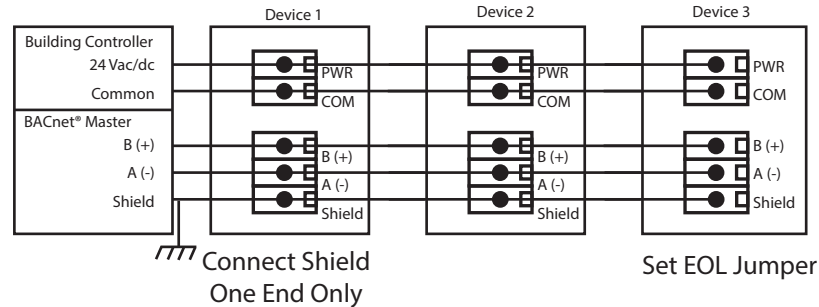 Device 1
Device 2
Device 3
Building Controller
24 Vac/dc
Common
BACnet® Master
B (+)
A (-)
Shield
PWR
COM
B (+)
A (-)
Shield
PWR
COM
B (+)
A (-)
Shield
PWR
COM
B (+)
A (-)
Shield
Connect Shield
One End Only
Set EOL Jumper